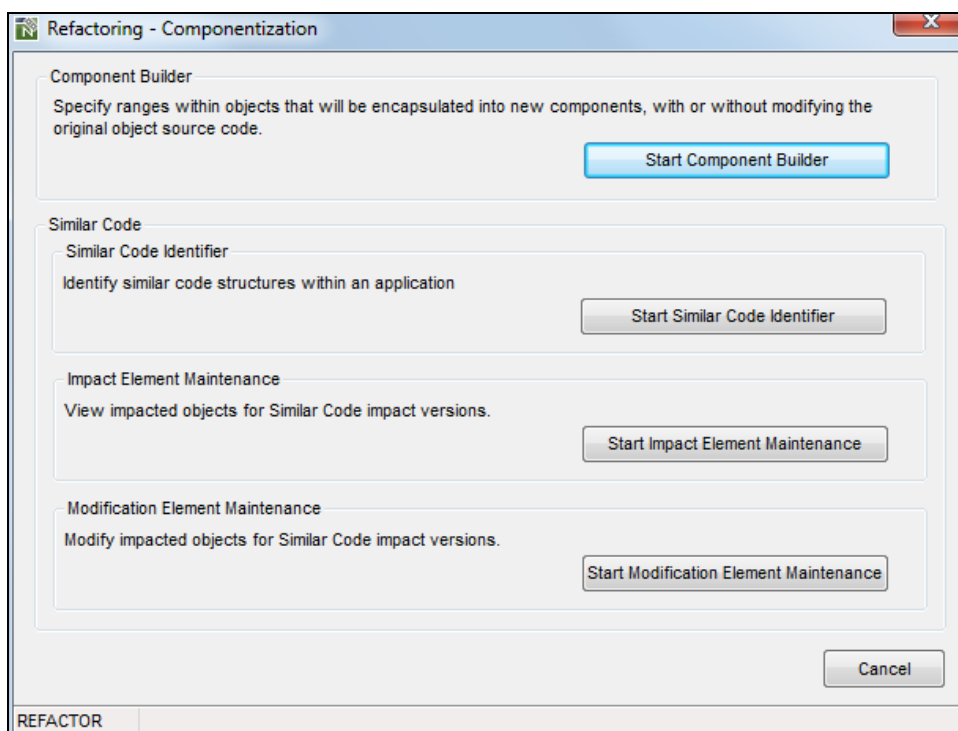 Refactoring - Componentization
Component Builder
Specify ranges within objects that will be encapsulated into new components, with or without modifying the
original object source code.
Start Component Builder
Similar Code
Similar Code Identifier
Identify similar code structures within an application
Start Similar Code Identifier
Impact Element Maintenance
View impacted objects for Similar Code impact versions.
Start Impact Element Maintenance
Modification Element Maintenance
Modify impacted objects for Similar Code impact versions.
Start Modification Element Maintenance
Cancel
REFACTOR